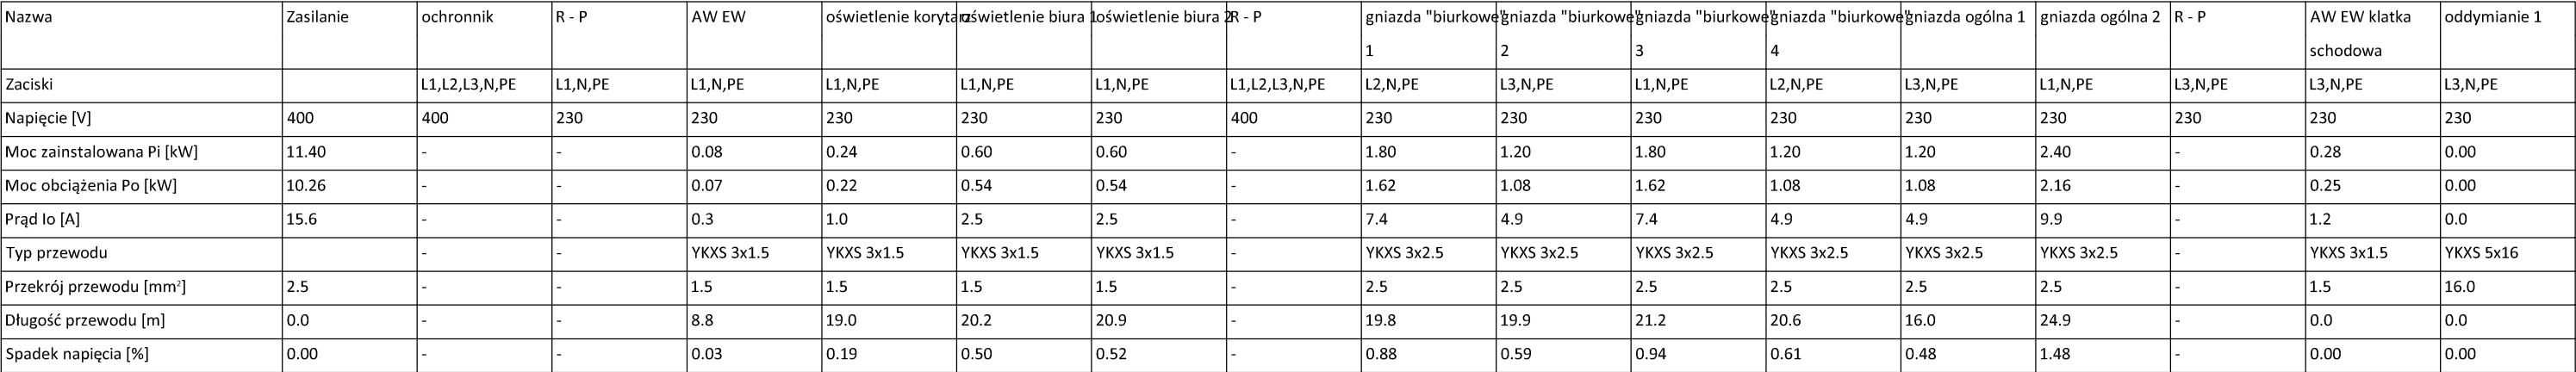 Nazwa Zasilanie ochronnik R - P AW EW oświetlenie korytarz oświetlenie biura 1 oświetlenie biura 2 R - P gniazda "biurkowe" gniazda "biurkowe" gniazda "biurkowe" gniazda "biurkowe" gniazda ogólna 1 gniazda ogólna 2 R - P AW EW klatka oddymianie 1
1 2 3 4 schodowa
Zaciski L1,L2,L3,N,PE L1,N,PE L1,N,PE L1,N,PE L1,N,PE L1,N,PE L1,L2,L3,N,PE L2,N,PE L3,N,PE L1,N,PE L2,N,PE L3,N,PE L1,N,PE L3,N,PE L3,N,PE L3,N,PE
Napięcie [V] 400 400 230 230 230 230 230 400 230 230 230 230 230 230 230 230 230
Moc zainstalowana Pi [kW] 11.40 - - 0.08 0.24 0.60 0.60 - 1.80 1.20 1.80 1.20 1.20 2.40 - 0.28 0.00
Moc obciążenia Po [kW] 10.26 - - 0.07 0.22 0.54 0.54 - 1.62 1.08 1.62 1.08 1.08 2.16 - 0.25 0.00
Prąd Io [A] 15.6 - - 0.3 1.0 2.5 2.5 - 7.4 4.9 7.4 4.9 4.9 9.9 - 1.2 0.0
Typ przewodu - - YKXS 3x1.5 YKXS 3x1.5 YKXS 3x1.5 YKXS 3x1.5 - YKXS 3x2.5 YKXS 3x2.5 YKXS 3x2.5 YKXS 3x2.5 YKXS 3x2.5 YKXS 3x2.5 - YKXS 3x1.5 YKXS 5x16
Przekrój przewodu [mm²] 2.5 - - 1.5 1.5 1.5 1.5 - 2.5 2.5 2.5 2.5 2.5 2.5 - 1.5 16.0
Długość przewodu [m] 0.0 - - 8.8 19.0 20.2 20.9 - 19.8 19.9 21.2 20.6 16.0 24.9 - 0.0 0.0
Spadek napięcia [%] 0.00 - - 0.03 0.19 0.50 0.52 - 0.88 0.59 0.94 0.61 0.48 1.48 - 0.00 0.00